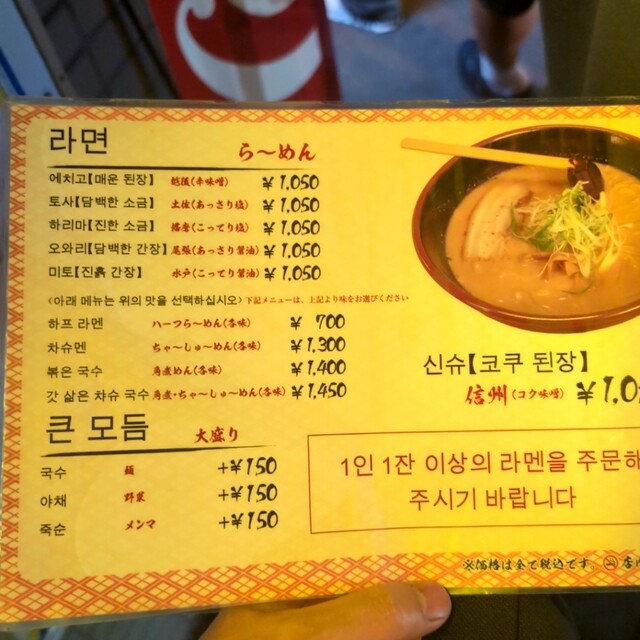 라면 ら〜めん
에치고【매운 된장】 越後(辛味噌) ￥1,050
토사【담백한 소금】 土佐(あっさり塩) ￥1,050
하리마【진한 소금】 播磨(こってり塩) ￥1,050
오와리【담백한 간장】 尾張(あっさり醤油) ￥1,050
미토【진흙 간장】 水戸(こってり醤油) ￥1,050
<아래 메뉴는 위의 맛을 선택하십시오> 下記メニューは、上記より味をお選びください
하프 라멘 ハーフら〜めん(各味) ￥ 700
차슈멘 ちゃ〜しゅ〜めん(各味) ￥1,300
볶은 국수 角煮めん(各味) ￥1,400
갓 삶은 챠슈 국수 角煮・ちゃ〜しゅ〜めん(各味) ￥1,450
큰 모듬 大盛り
국수 麺 +￥150
야채 野菜 +￥150
죽순 メンマ +￥150
신슈【코쿠 된장】
信州(コク味噌) ￥1,0
1인 1잔 이상의 라멘을 주문해
주시기 바랍니다
※価格は全て税込です。